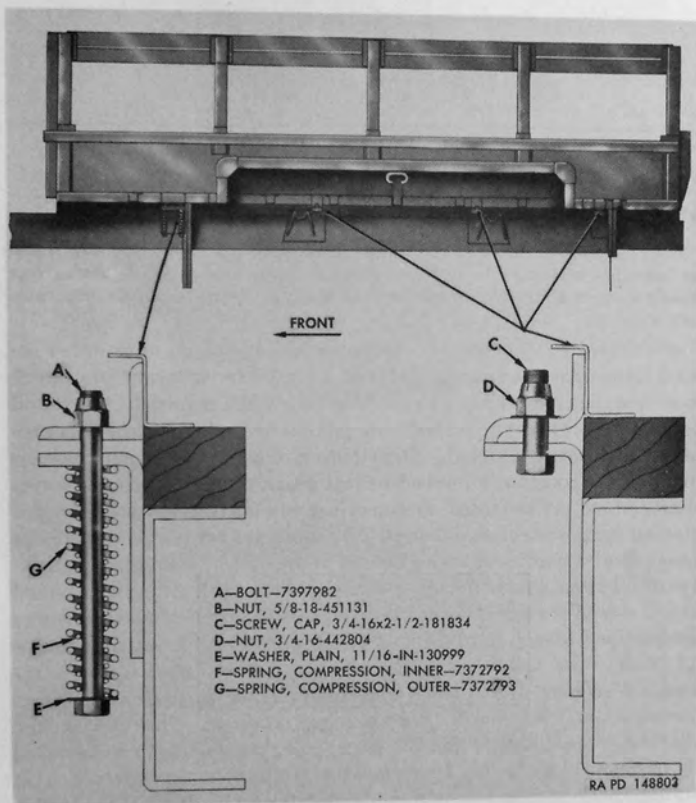 FRONT
A
B
C
D
G
F
E
A—BOLT—7397982
B—NUT, 5/8-18-451131
C—SCREW, CAP, 3/4-16x2-1/2-181834
D—NUT, 3/4-16-442804
E—WASHER, PLAIN, 11/16-IN-130999
F—SPRING, COMPRESSION, INNER—7372792
G—SPRING, COMPRESSION, OUTER—7372793
RA PD 148803